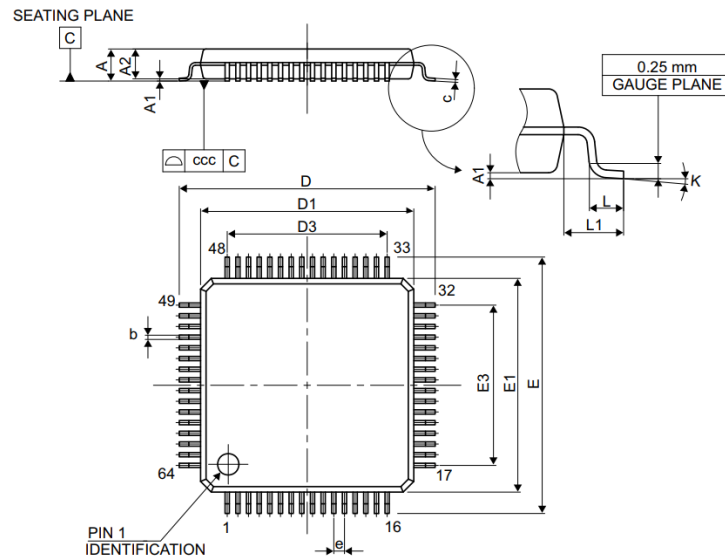 SEATING PLANE
C
A
A2
A1
c
ccc C
0.25 mm
GAUGE PLANE
A1
K
L
L1
D
D1
D3
48
33
49
32
b
E3
E1
E
64
17
PIN 1
IDENTIFICATION
1
16
e